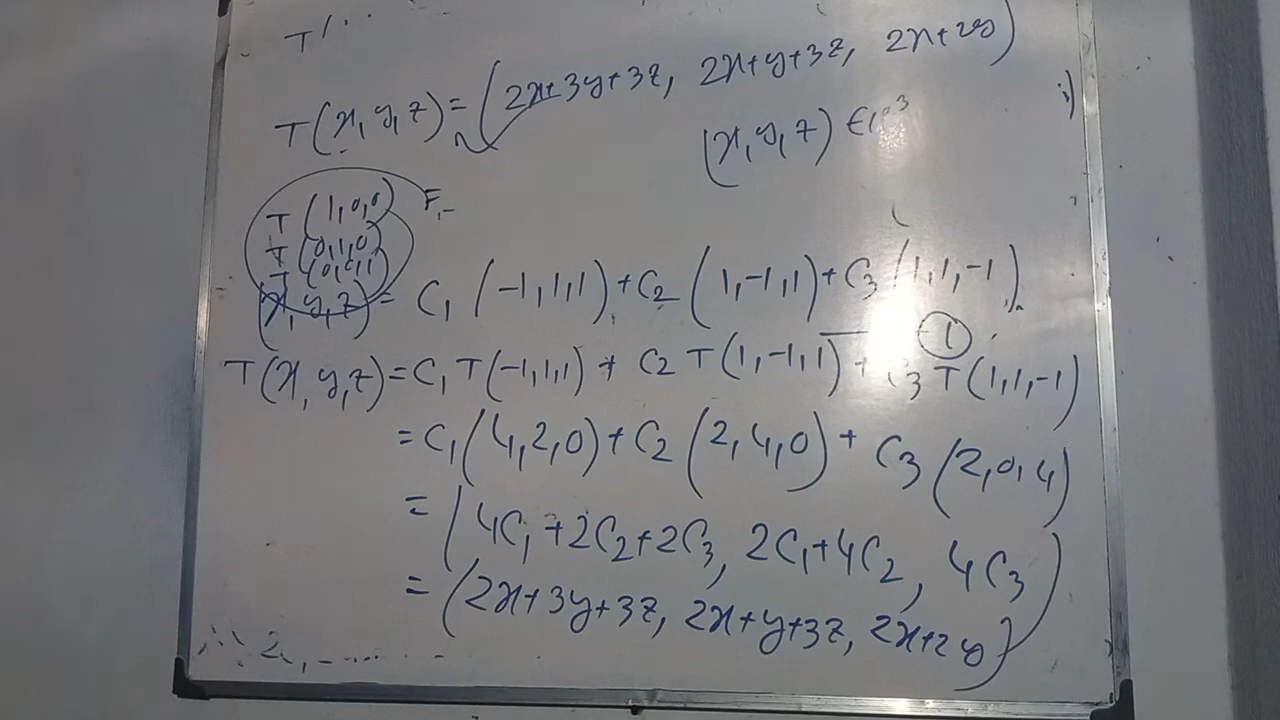 T
T(x, y, z) = (2x+3y+3z, 2x+y+3z, 2x+2y)
(x, y, z) ∈ ℝ³
T(1,0,0)
T(0,1,0)
T(0,0,1)
(x, y, z) = C₁(-1,1,1) + C₂(1,-1,1) + C₃(1,1,-1)
①
T(x, y, z) = C₁T(-1,1,1) + C₂T(1,-1,1) + C₃T(1,1,-1)
= C₁(4,2,0) + C₂(2,4,0) + C₃(2,0,4)
= (4C₁+2C₂+2C₃, 2C₁+4C₂, 4C₃)
= (2x+3y+3z, 2x+y+3z, 2x+2y)